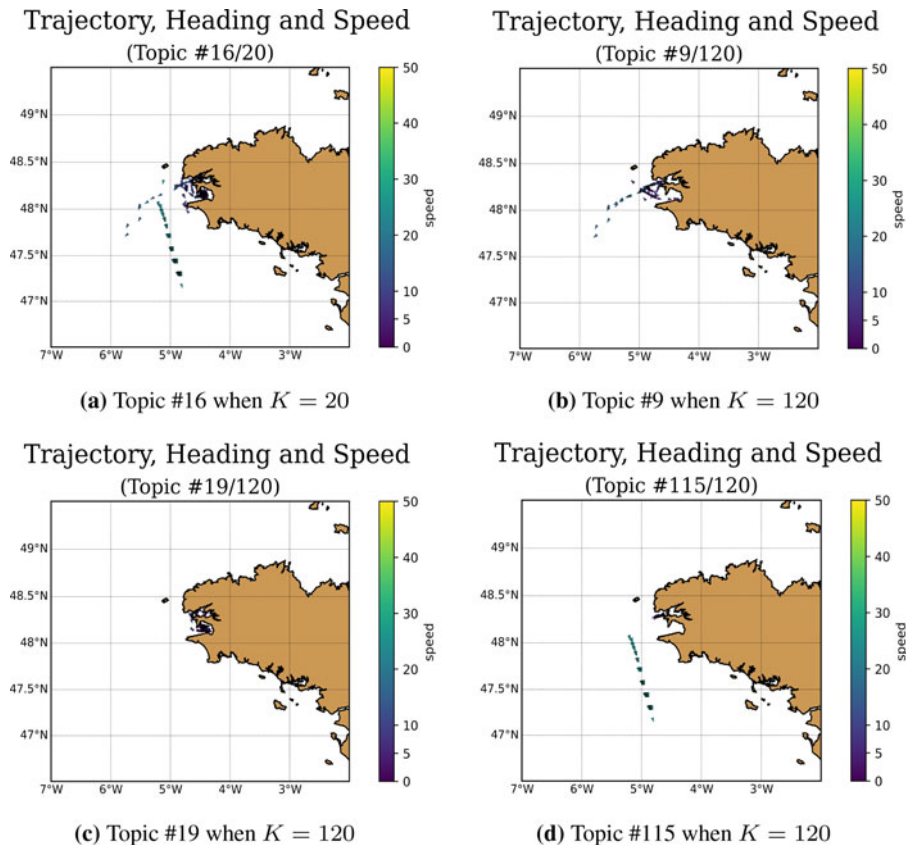 Trajectory, Heading and Speed
(Topic #16/20)
49°N
48.5°N
48°N
47.5°N
47°N
7°W
6°W
5°W
4°W
3°W
50
40
30
20
10
5
0
speed
(a) Topic #16 when K = 20
Trajectory, Heading and Speed
(Topic #9/120)
49°N
48.5°N
48°N
47.5°N
47°N
7°W
6°W
5°W
4°W
3°W
50
40
30
20
10
5
0
speed
(b) Topic #9 when K = 120
Trajectory, Heading and Speed
(Topic #19/120)
49°N
48.5°N
48°N
47.5°N
47°N
7°W
6°W
5°W
4°W
3°W
50
40
30
20
10
5
0
speed
(c) Topic #19 when K = 120
Trajectory, Heading and Speed
(Topic #115/120)
49°N
48.5°N
48°N
47.5°N
47°N
7°W
6°W
5°W
4°W
3°W
50
40
30
20
10
5
0
speed
(d) Topic #115 when K = 120